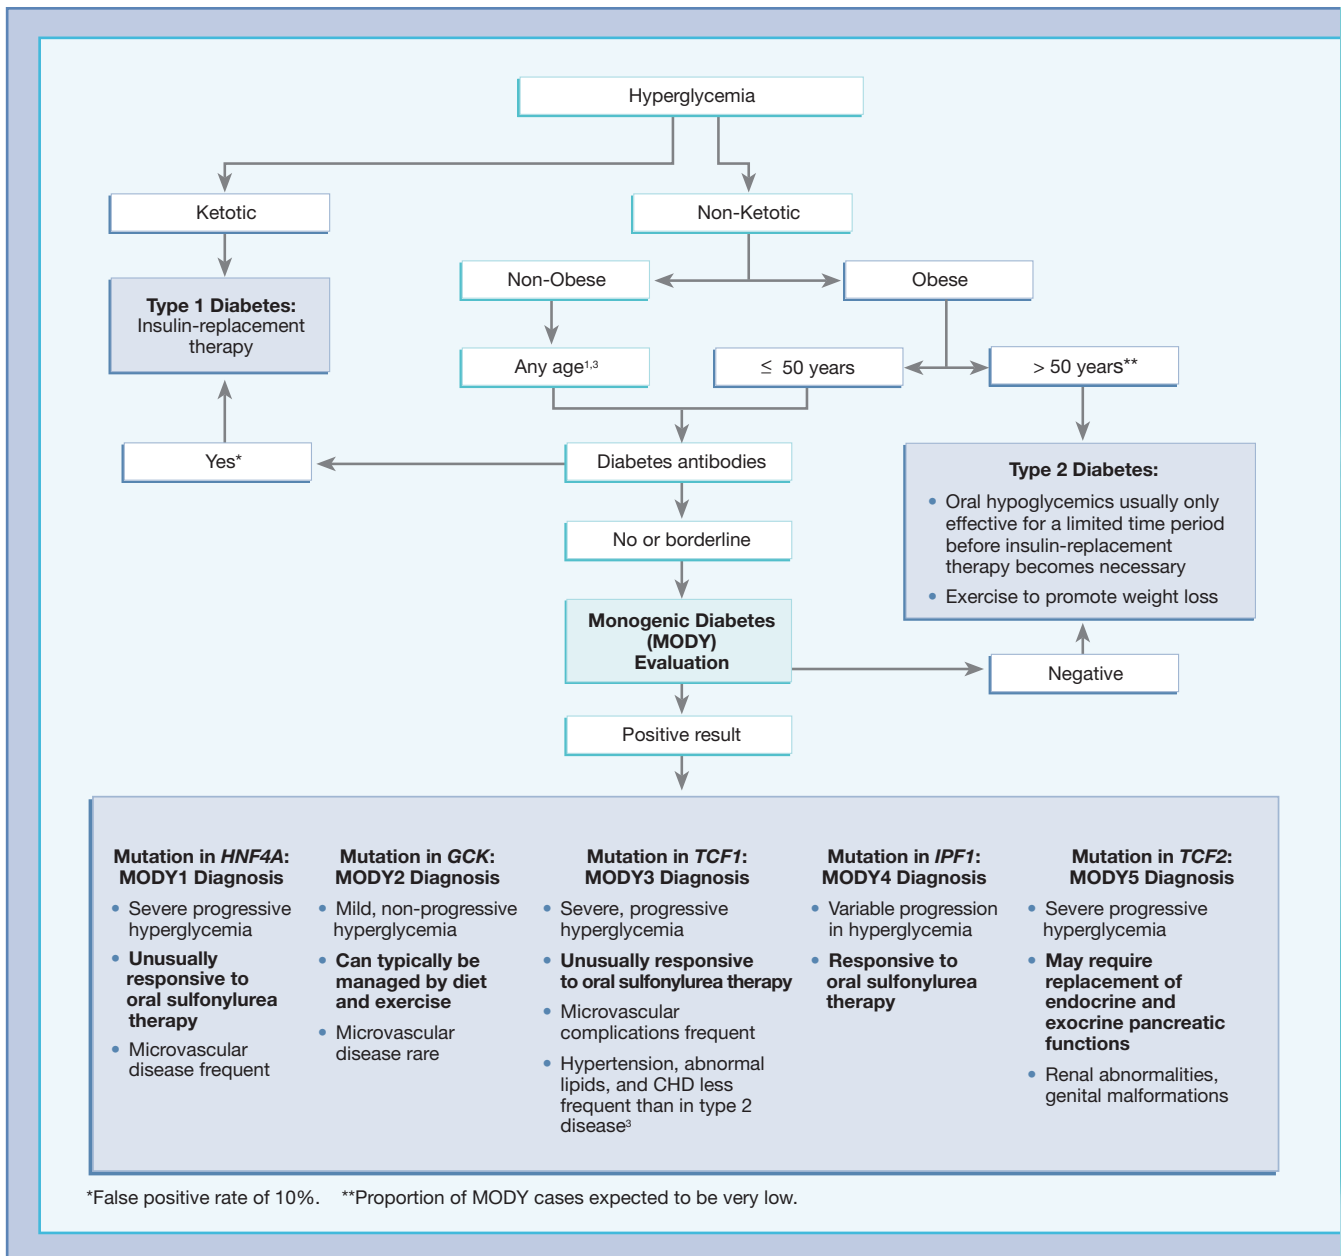 Hyperglycemia
Ketotic
Non-Ketotic
Non-Obese
Obese
Type 1 Diabetes:
Insulin-replacement
therapy
Any age1,3
≤ 50 years
> 50 years**
Yes*
Diabetes antibodies
Type 2 Diabetes:
• Oral hypoglycemics usually only
effective for a limited time period
before insulin-replacement
therapy becomes necessary
• Exercise to promote weight loss
No or borderline
Monogenic Diabetes
(MODY)
Evaluation
Negative
Positive result
Mutation in HNF4A:
MODY1 Diagnosis
• Severe progressive
hyperglycemia
• Unusually
responsive to
oral sulfonylurea
therapy
• Microvascular
disease frequent
Mutation in GCK:
MODY2 Diagnosis
• Mild, non-progressive
hyperglycemia
• Can typically be
managed by diet
and exercise
• Microvascular
disease rare
Mutation in TCF1:
MODY3 Diagnosis
• Severe, progressive
hyperglycemia
• Unusually responsive
to oral sulfonylurea therapy
• Microvascular
complications frequent
• Hypertension, abnormal
lipids, and CHD less
frequent than in type 2
disease3
Mutation in IPF1:
MODY4 Diagnosis
• Variable progression
in hyperglycemia
• Responsive to
oral sulfonylurea
therapy
Mutation in TCF2:
MODY5 Diagnosis
• Severe progressive
hyperglycemia
• May require
replacement of
endocrine and
exocrine pancreatic
functions
• Renal abnormalities,
genital malformations
*False positive rate of 10%. **Proportion of MODY cases expected to be very low.